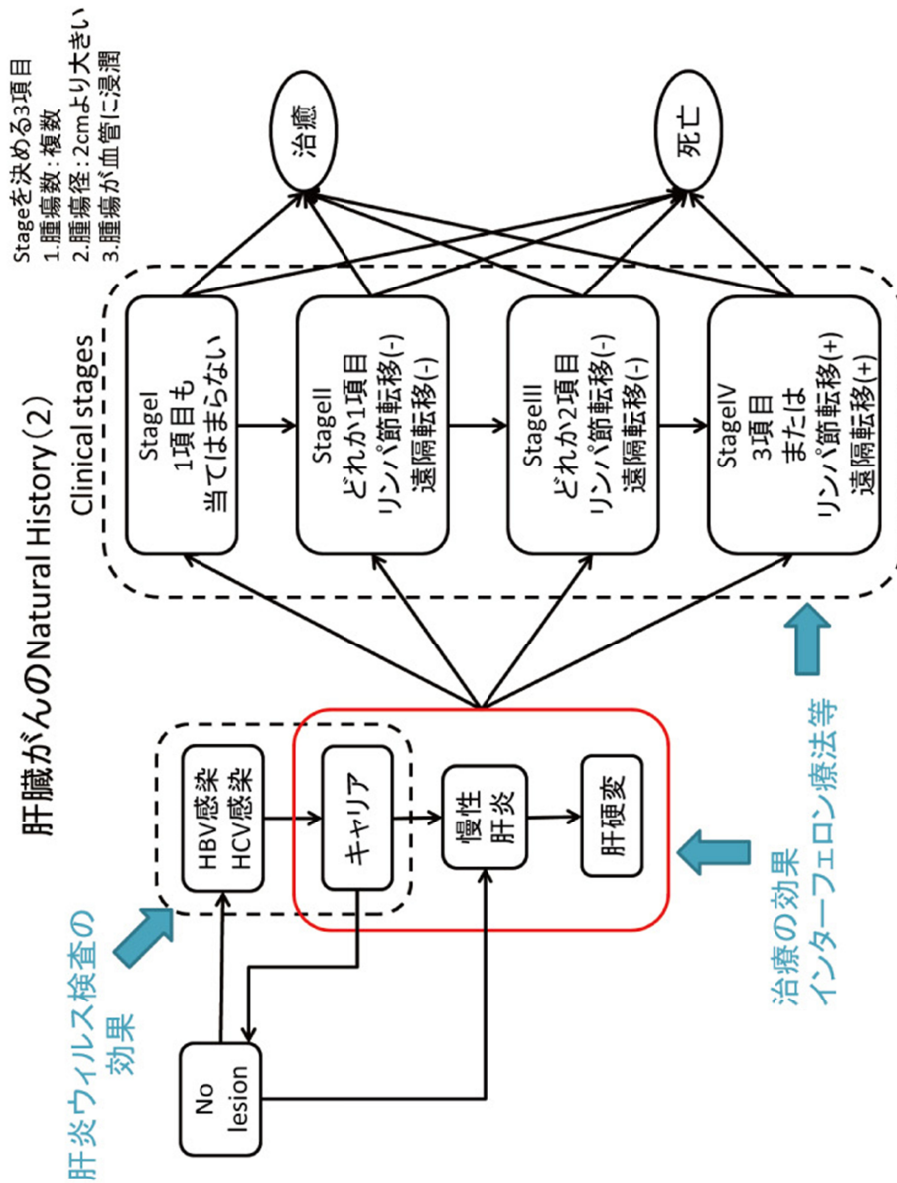 肝臓がんのNatural History(2)
Stageを決める3項目
1.腫瘍数:複数
2.腫瘍径:2cmより大きい
3.腫瘍が血管に浸潤
肝炎ウィルス検査の
効果
No
lesion
HBV感染
HCV感染
キャリア
慢性
肝炎
肝硬変
Clinical stages
StageI
1項目も
当てはまらない
StageII
どれか1項目
リンパ節転移(-)
遠隔転移(-)
StageIII
どれか2項目
リンパ節転移(-)
遠隔転移(-)
StageIV
3項目
または
リンパ節転移(+)
遠隔転移(+)
治癒
死亡
治療の効果
インターフェロン療法等